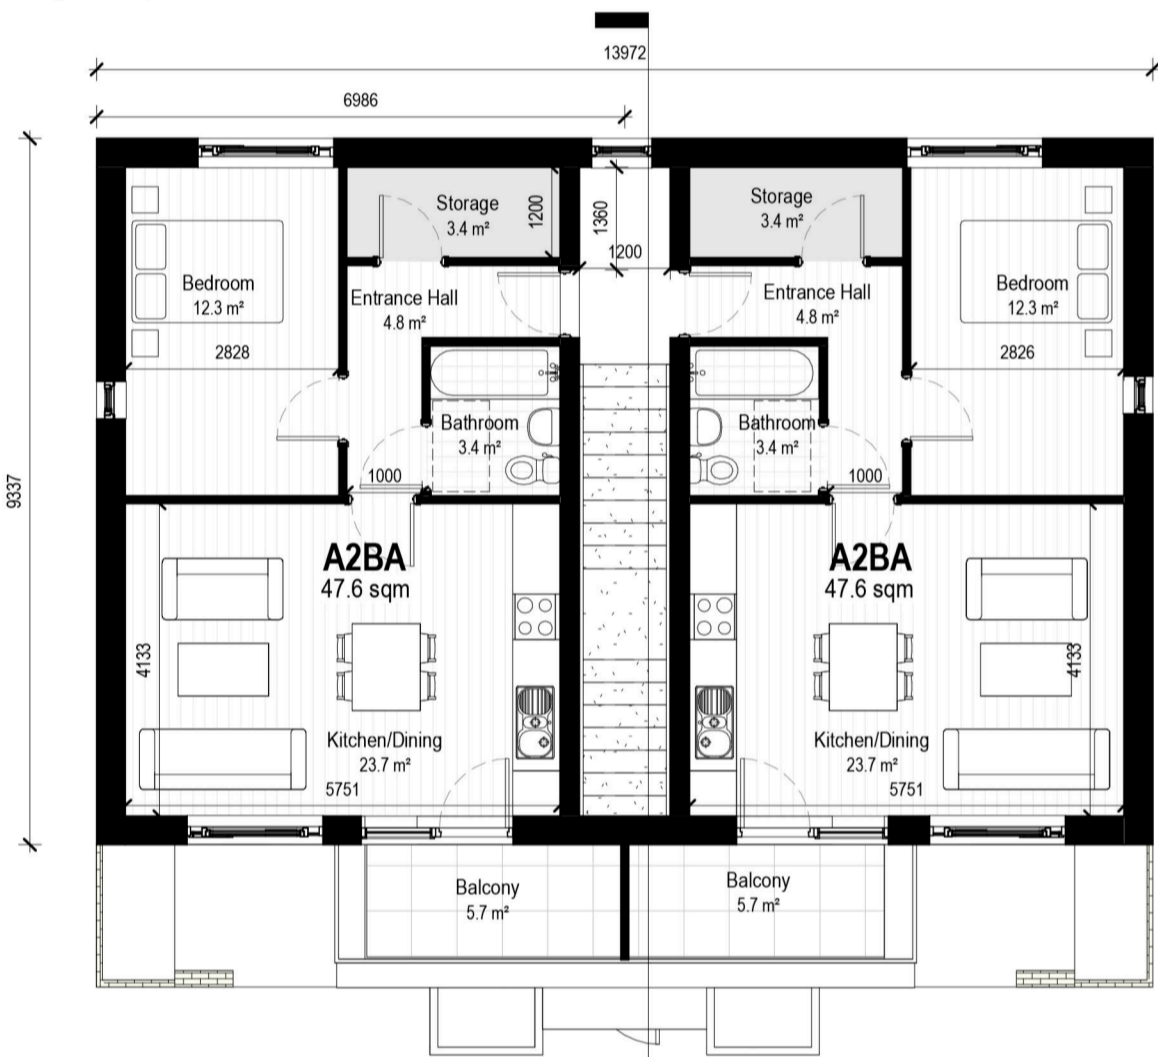 13972
6986
9337
Storage
3.4 m²
1200
1360
1200
Storage
3.4 m²
Bedroom
12.3 m²
2828
Entrance Hall
4.8 m²
Entrance Hall
4.8 m²
Bedroom
12.3 m²
2826
Bathroom
3.4 m²
1000
Bathroom
3.4 m²
1000
A2BA
47.6 sqm
A2BA
47.6 sqm
4133
4133
Kitchen/Dining
23.7 m²
5751
Kitchen/Dining
23.7 m²
5751
Balcony
5.7 m²
Balcony
5.7 m²